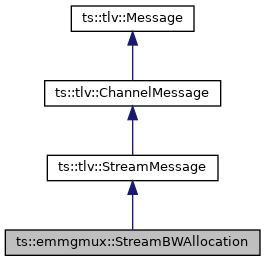 ts::tlv::Message
ts::tlv::ChannelMessage
ts::tlv::StreamMessage
ts::emmgmux::StreamBWAllocation